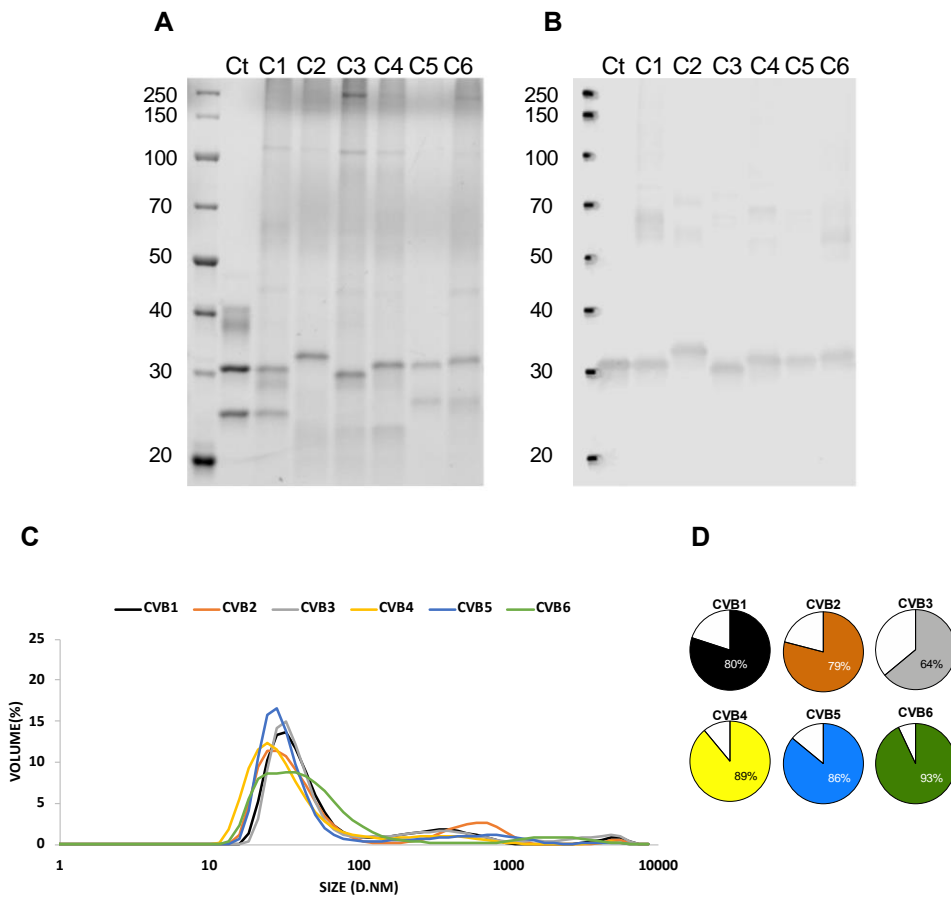 A
Ct C1 C2 C3 C4 C5 C6
250
150
100
70
50
40
30
20
B
Ct C1 C2 C3 C4 C5 C6
250
150
100
70
50
40
30
20
C
CVB1 CVB2 CVB3 CVB4 CVB5 CVB6
VOLUME(%)
25
20
15
10
5
0
1 10 100 1000 10000
SIZE (D.NM)
D
CVB1 CVB2 CVB3
80% 79% 64%
CVB4 CVB5 CVB6
89% 86% 93%